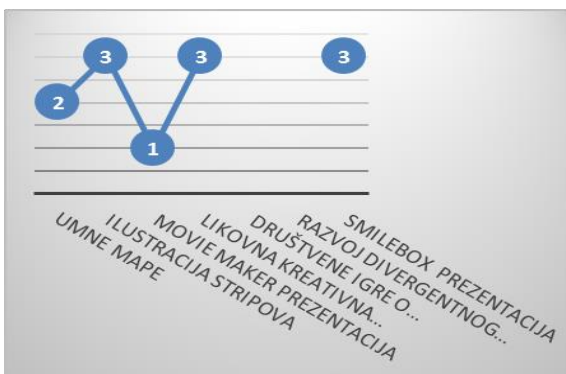 2
3
1
3
3
UMNE MAPE
ILUSTRACIJA STRIPOVA
MOVIE MAKER PREZENTACIJA
LIKOVNA KREATIVNA...
DRUŠTVENE IGRE O...
RAZVOJ DIVERGENTNOG...
SMILEBOX PREZENTACIJA